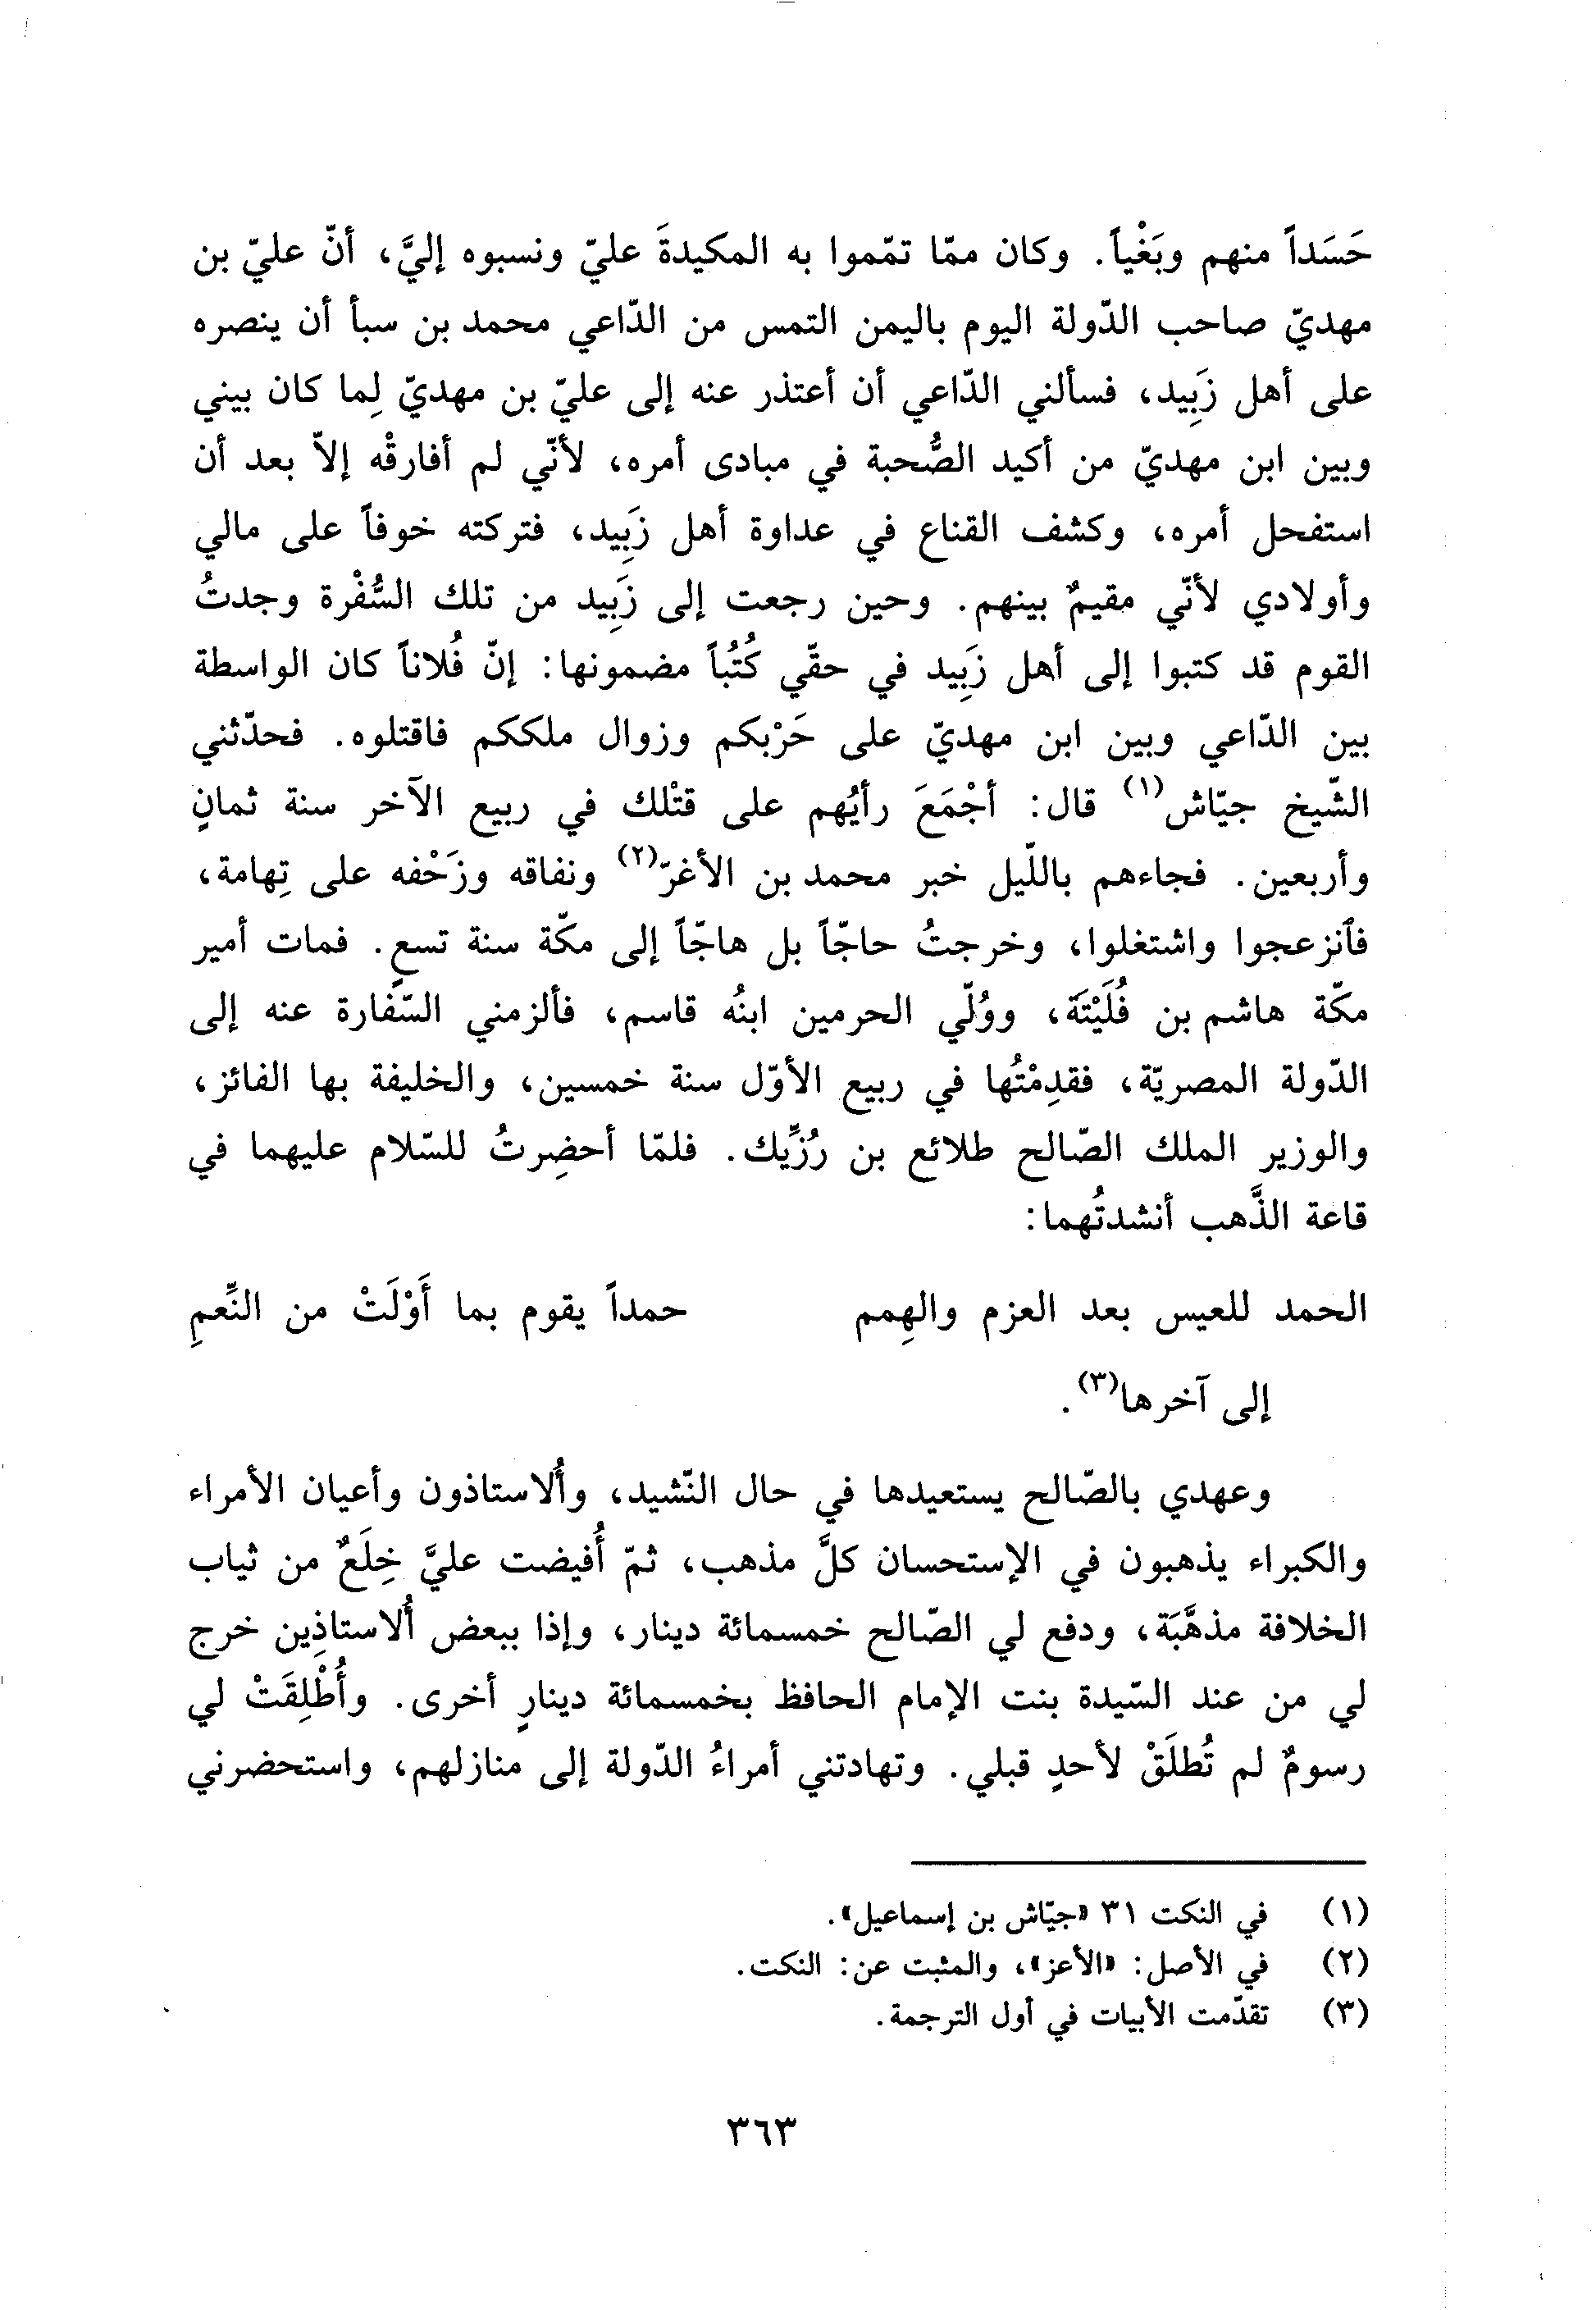 حَسَداً منهم وبَغْياً. وكان ممّا تمّموا به المكيدةَ عليّ ونسبوه إليَّ، أنّ عليّ بن
مهديّ صاحب الدّولة اليوم باليمن التمس من الدّاعي محمد بن سبأ أن ينصره
على أهل زَبِيد، فسألني الدّاعي أن أعتذر عنه إلى عليّ بن مهديّ لِما كان بيني
وبين ابن مهديّ من أكيد الصُّحبة في مبادى أمره، لأنّي لم أفارقْه إلاّ بعد أن
استفحل أمره، وكشف القناع في عداوة أهل زَبِيد، فتركته خوفاً على مالي
وأولادي لأنّي مقيمٌ بينهم. وحين رجعت إلى زَبِيد من تلك السُّفْرة وجدتُ
القوم قد كتبوا إلى أهل زَبِيد في حقّي كُتُباً مضمونها: إنّ فُلاناً كان الواسطة
بين الدّاعي وبين ابن مهديّ على حَرْبكم وزوال ملككم فاقتلوه. فحدّثني
الشّيخ جيّاش(١) قال: أجْمَعَ رأيُهم على قتْلك في ربيع الآخر سنة ثمانٍ
وأربعين. فجاءهم باللّيل خبر محمد بن الأغرّ(٢) ونفاقه وزَحْفه على تِهامة،
فأنزعجوا واشتغلوا، وخرجتُ حاجّاً بل هاجّاً إلى مكّة سنة تسعٍ. فمات أمير
مكّة هاشم بن فُلَيْتَة، ووُلّي الحرمين ابنُه قاسم، فألزمني السّفارة عنه إلى
الدّولة المصريّة، فقدِمْتُها في ربيع الأوّل سنة خمسين، والخليفة بها الفائز،
والوزير الملك الصّالح طلائع بن رُزِّيك. فلمّا أحضِرتُ للسّلام عليهما في
قاعة الذَّهب أنشدتُهما:
الحمد للعيس بعد العزم والهِمم حمداً يقوم بما أَوْلَتْ من النِّعمِ
إلى آخرها(٣).
وعهدي بالصّالح يستعيدها في حال النّشيد، وأُلاستاذون وأعيان الأمراء
والكبراء يذهبون في الإستحسان كلَّ مذهب، ثمّ أُفيضت عليَّ خِلَعٌ من ثياب
الخلافة مذهَّبَة، ودفع لي الصّالح خمسمائة دينار، وإذا ببعض أُلاستاذِين خرج
لي من عند السّيدة بنت الإمام الحافظ بخمسمائة دينارٍ أخرى. وأُطْلِقَتْ لي
رسومٌ لم تُطلَقْ لأحدٍ قبلي. وتهادتني أمراءُ الدّولة إلى منازلهم، واستحضرني
(١) في النكت ٣١ «جيّاش بن إسماعيل».
(٢) في الأصل: «الأعز»، والمثبت عن: النكت.
(٣) تقدّمت الأبيات في أول الترجمة.
٣٦٣